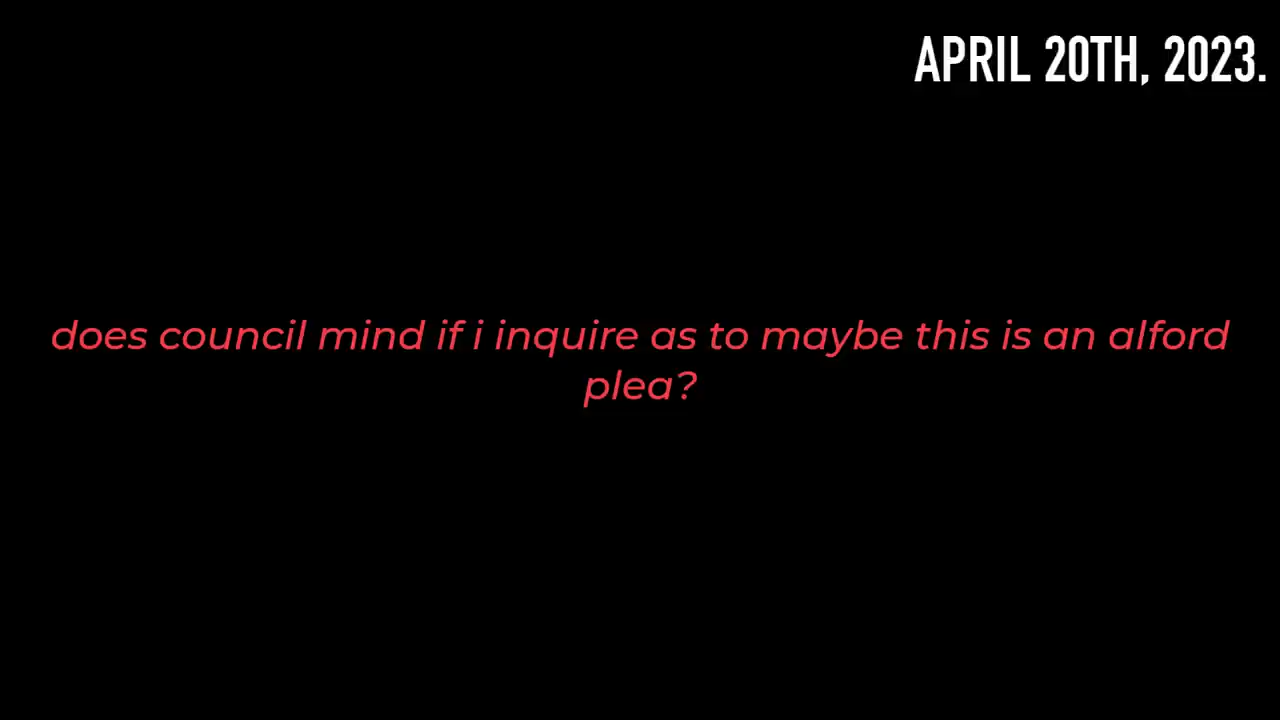 APRIL 20TH, 2023.
does council mind if i inquire as to maybe this is an alford
plea?